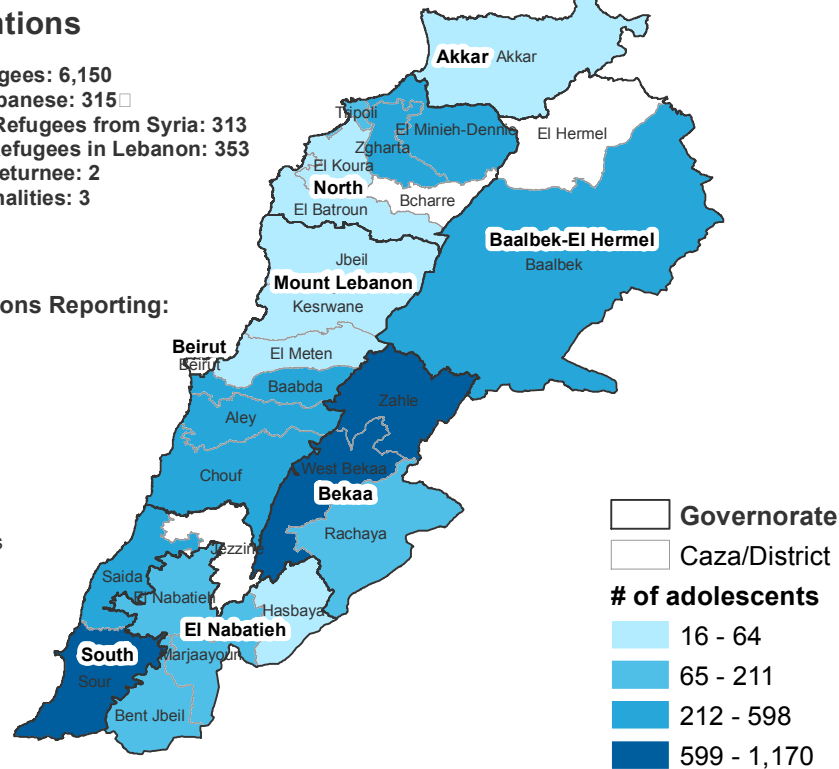 tions
gees: 6,150
banese: 315□
Refugees from Syria: 313
Refugees in Lebanon: 353
eturnee: 2
nalities: 3
ons Reporting:
s
Akkar
Akkar
Tripoli
El Minieh-Dennie
El Hermel
Zgharta
El Koura
North
Bcharre
El Batroun
Baalbek-El Hermel
Baalbek
Jbeil
Mount Lebanon
Kesrwane
Beirut
Beirut
El Meten
Baabda
Zahle
Aley
West Bekaa
Chouf
Bekaa
Rachaya
Jezzine
Saida
El Nabatieh
Hasbaya
El Nabatieh
South
Marjaayoun
Sour
Bent Jbeil
Governorate
Caza/District
# of adolescents
16 - 64
65 - 211
212 - 598
599 - 1,170